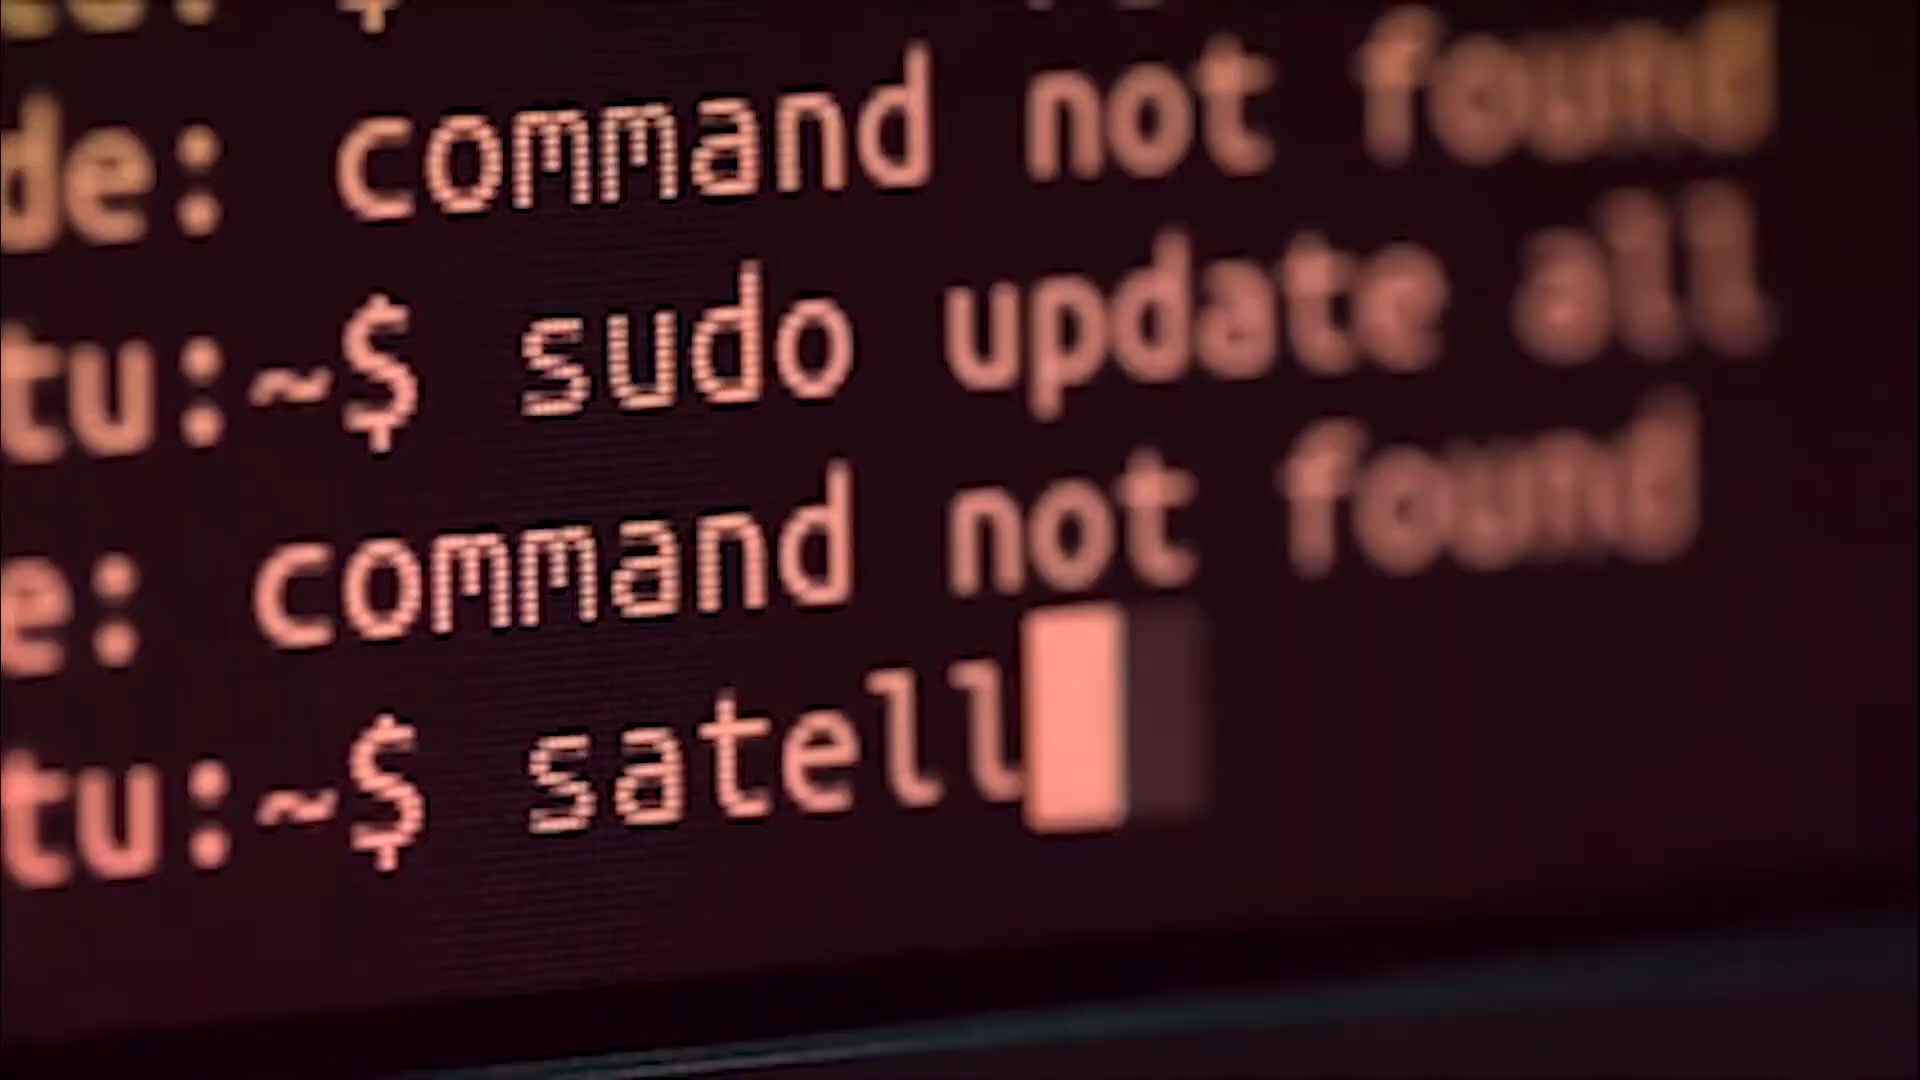 de: command not found
tu:~$ sudo update all
e: command not found
tu:~$ satell